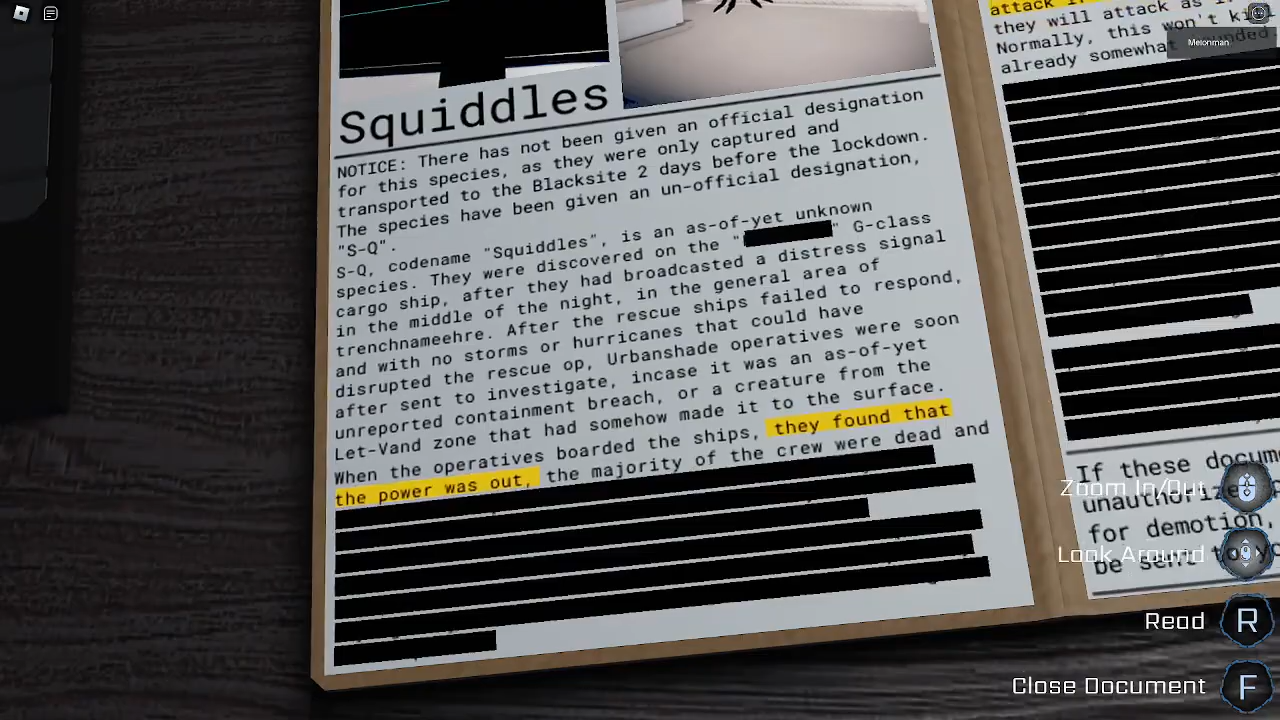 Squiddles
NOTICE: There has not been given an official designation
for this species, as they were only captured and
transported to the Blacksite 2 days before the lockdown.
The species have been given an un-official designation,
"S-Q".
S-Q, codename "Squiddles", is an as-of-yet unknown
species. They were discovered on the " " G-class
cargo ship, after they had broadcasted a distress signal
in the middle of the night, in the general area of
trenchnameehre. After the rescue ships failed to respond,
and with no storms or hurricanes that could have
disrupted the rescue op, Urbanshade operatives were soon
after sent to investigate, incase it was an as-of-yet
unreported containment breach, or a creature from the
Let-Vand zone that had somehow made it to the surface.
When the operatives boarded the ships, they found that
the power was out, the majority of the crew were dead and
attack
they will attack as
Normally, this won't
already somewhat
If these
for demotion,
be sent to
Melonman
Zoom In/Out
Look Around
Read R
Close Document F